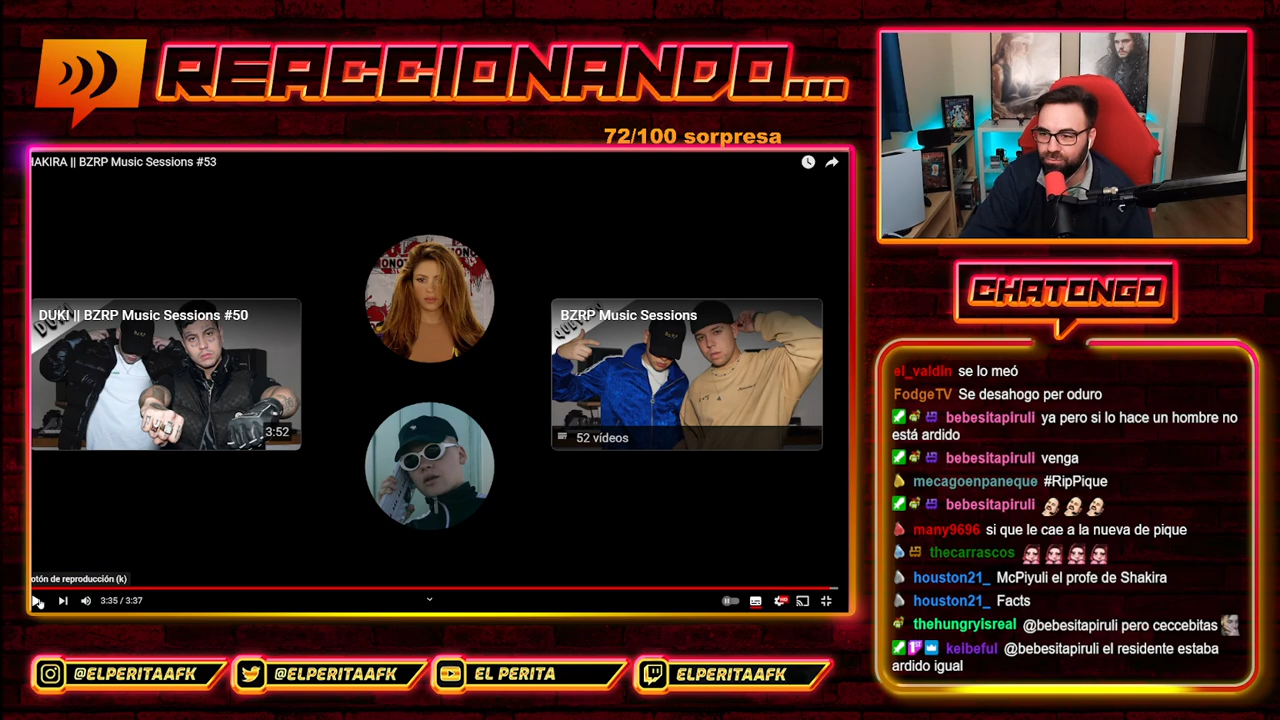 REACCIONANDO...
72/100 sorpresa
HAKIRA || BZRP Music Sessions #53
DUKI || BZRP Music Sessions #50
3:52
BZRP Music Sessions
52 vídeos
otón de reproducción (k)
3:35 / 3:37
CHATONGO
el_valdin se lo meó
FodgeTV Se desahogo per oduro
bebesitapiruli ya pero si lo hace un hombre no
está ardido
bebesitapiruli venga
mecagoenpaneque #RipPique
bebesitapiruli
many9696 si que le cae a la nueva de pique
thecarrascos
houston21_ McPiyuli el profe de Shakira
houston21_ Facts
thehungryisreal @bebesitapiruli pero ceccebitas
keibeful @bebesitapiruli el residente estaba
ardido igual
@ELPERITAAFK
@ELPERITAAFK
EL PERITA
ELPERITAAFK